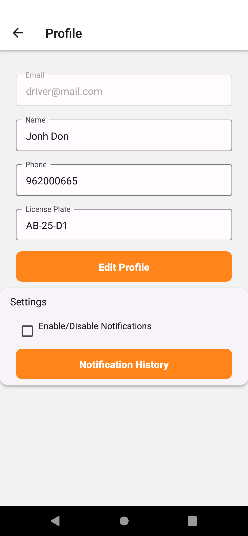 Profile
Email
driver@mail.com
Name
Jonh Don
Phone
962000665
License Plate
AB-25-D1
Edit Profile
Settings
Enable/Disable Notifications
Notification History